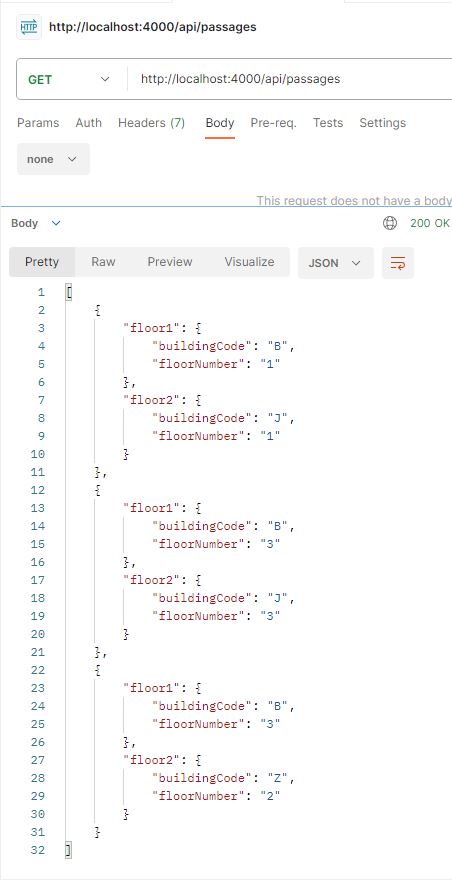 HTTP http://localhost:4000/api/passages
GET http://localhost:4000/api/passages
Params Auth Headers (7) Body Pre-req. Tests Settings
none
This request does not have a body
Body 200 OK
Pretty Raw Preview Visualize JSON
1 [
2 {
3 "floor1": {
4 "buildingCode": "B",
5 "floorNumber": "1"
6 },
7 "floor2": {
8 "buildingCode": "J",
9 "floorNumber": "1"
10 }
11 },
12 {
13 "floor1": {
14 "buildingCode": "B",
15 "floorNumber": "3"
16 },
17 "floor2": {
18 "buildingCode": "J",
19 "floorNumber": "3"
20 }
21 },
22 {
23 "floor1": {
24 "buildingCode": "B",
25 "floorNumber": "3"
26 },
27 "floor2": {
28 "buildingCode": "Z",
29 "floorNumber": "2"
30 }
31 }
32 ]